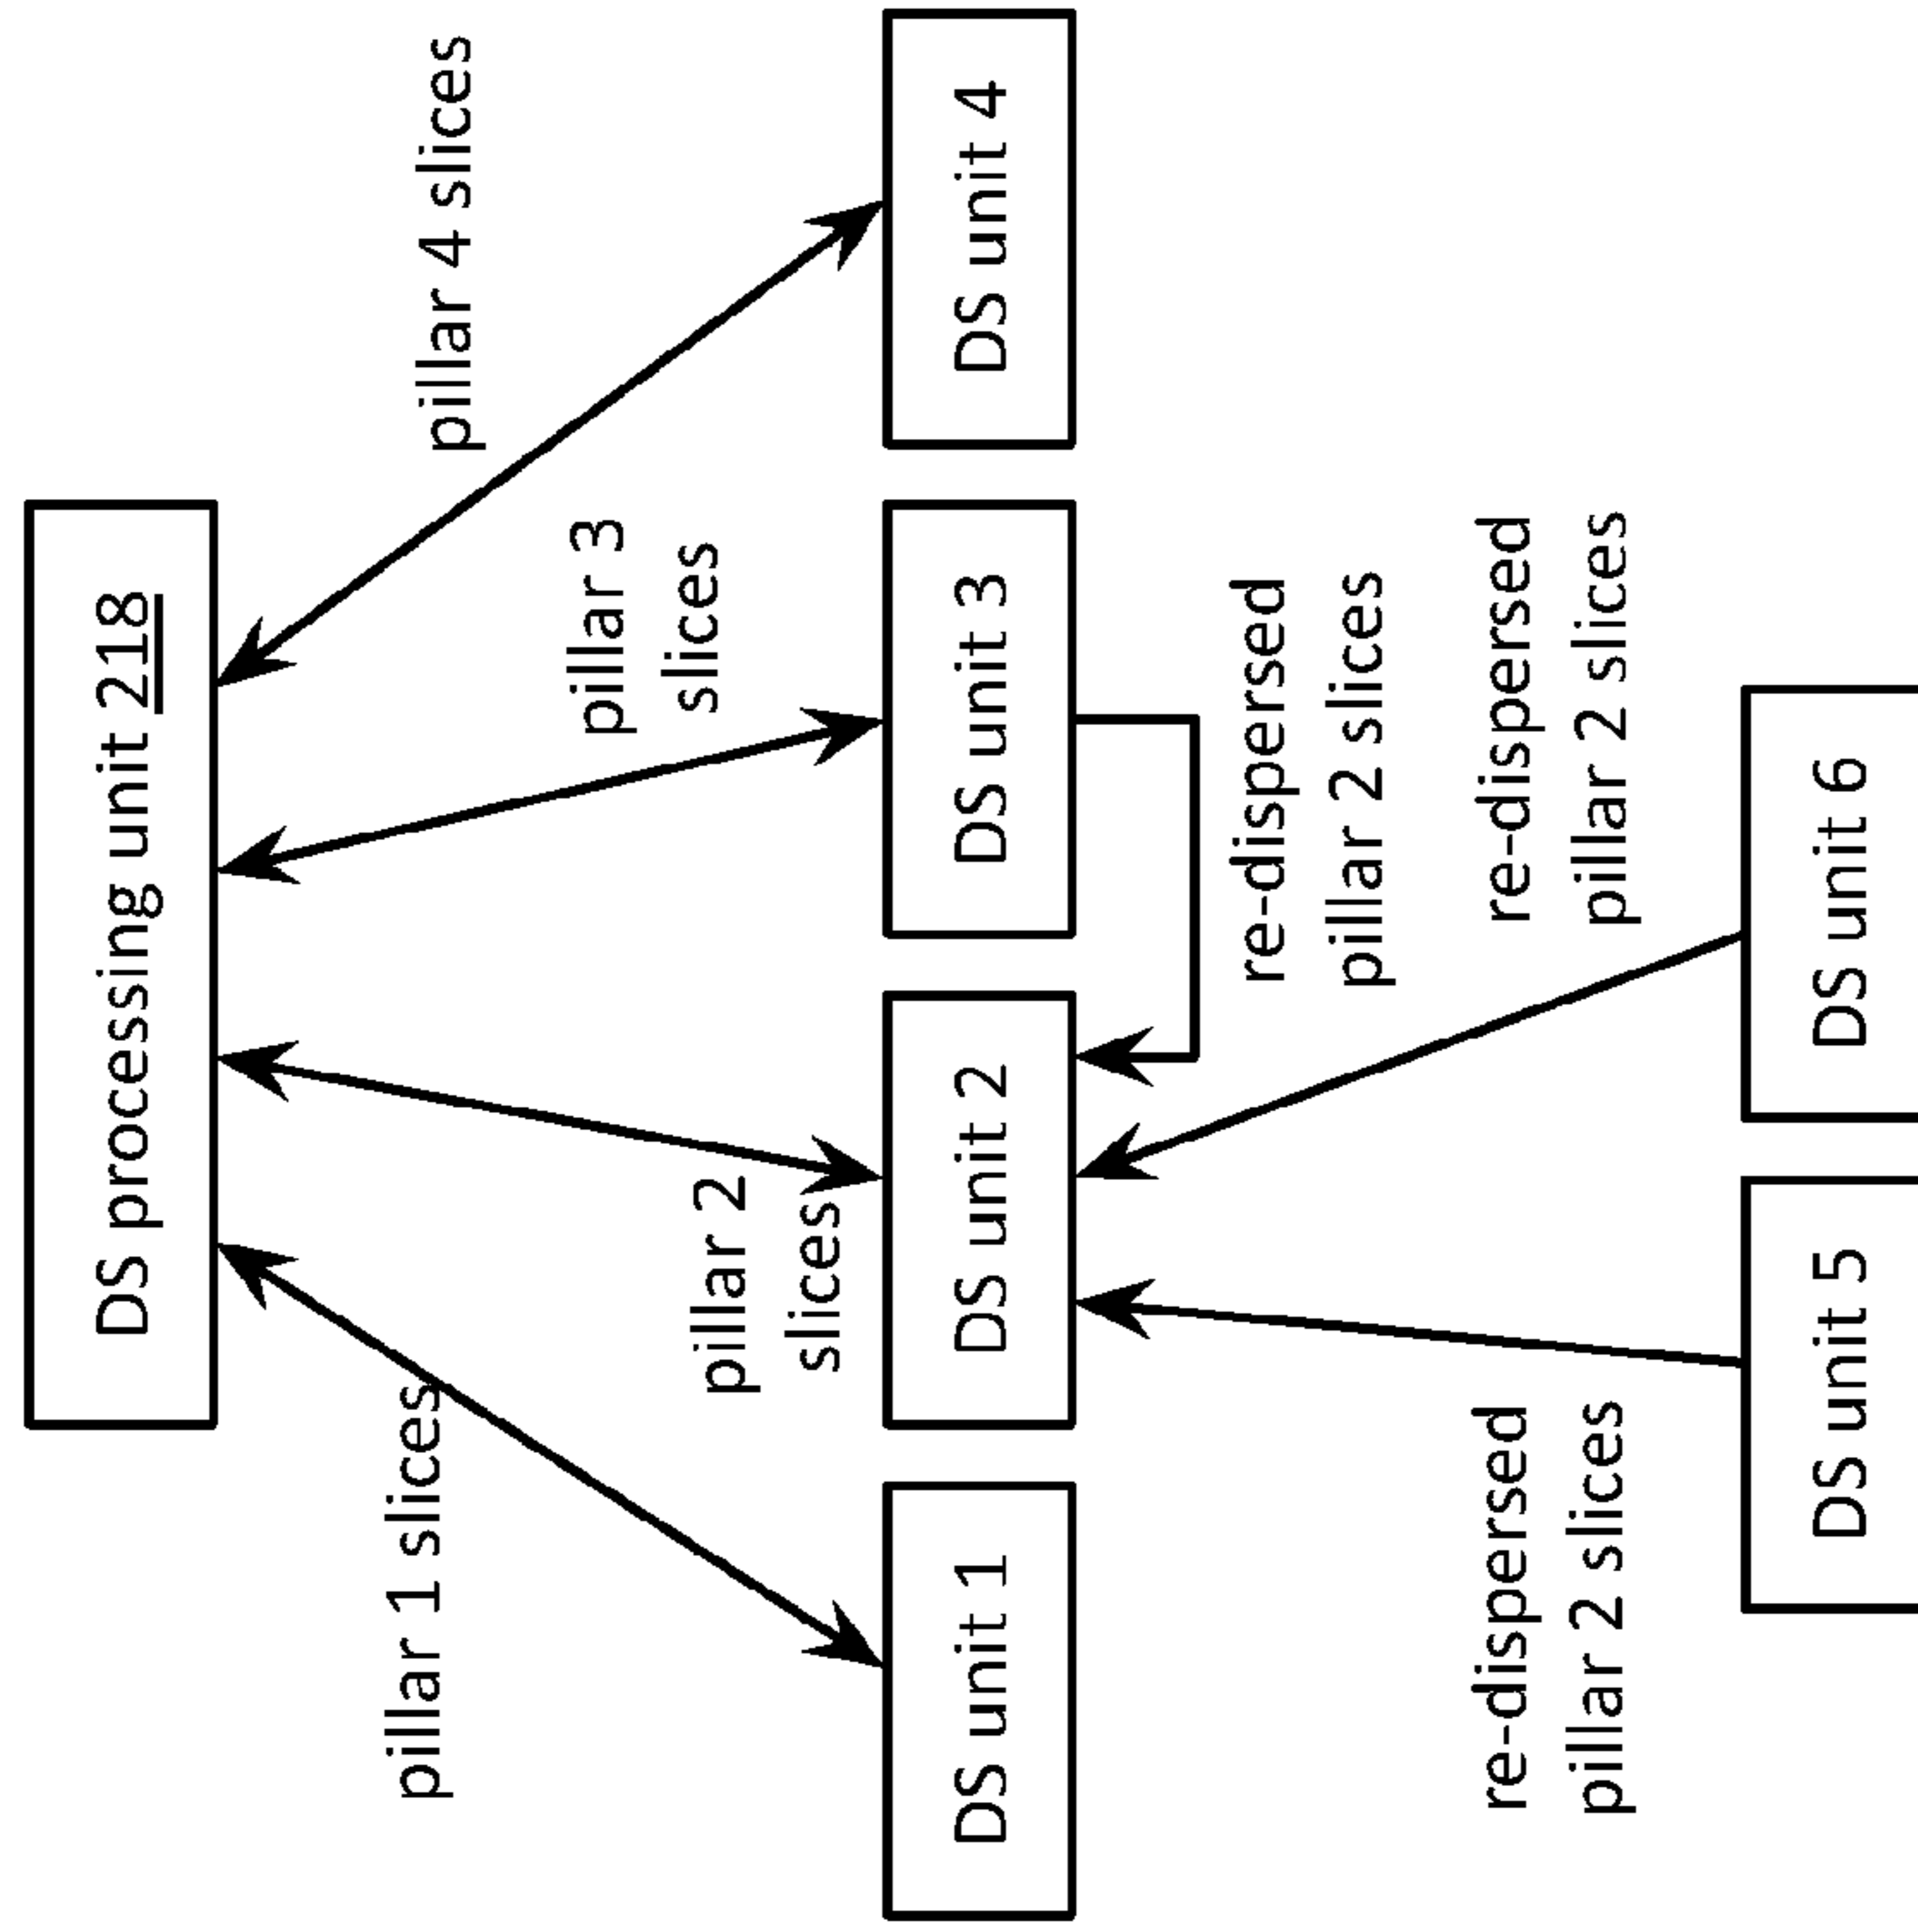 DS processing unit 218
pillar 1 slices
pillar 2
slices
pillar 3
slices
pillar 4 slices
DS unit 1
DS unit 2
DS unit 3
DS unit 4
re-dispersed
pillar 2 slices
re-dispersed
pillar 2 slices
re-dispersed
pillar 2 slices
DS unit 5
DS unit 6